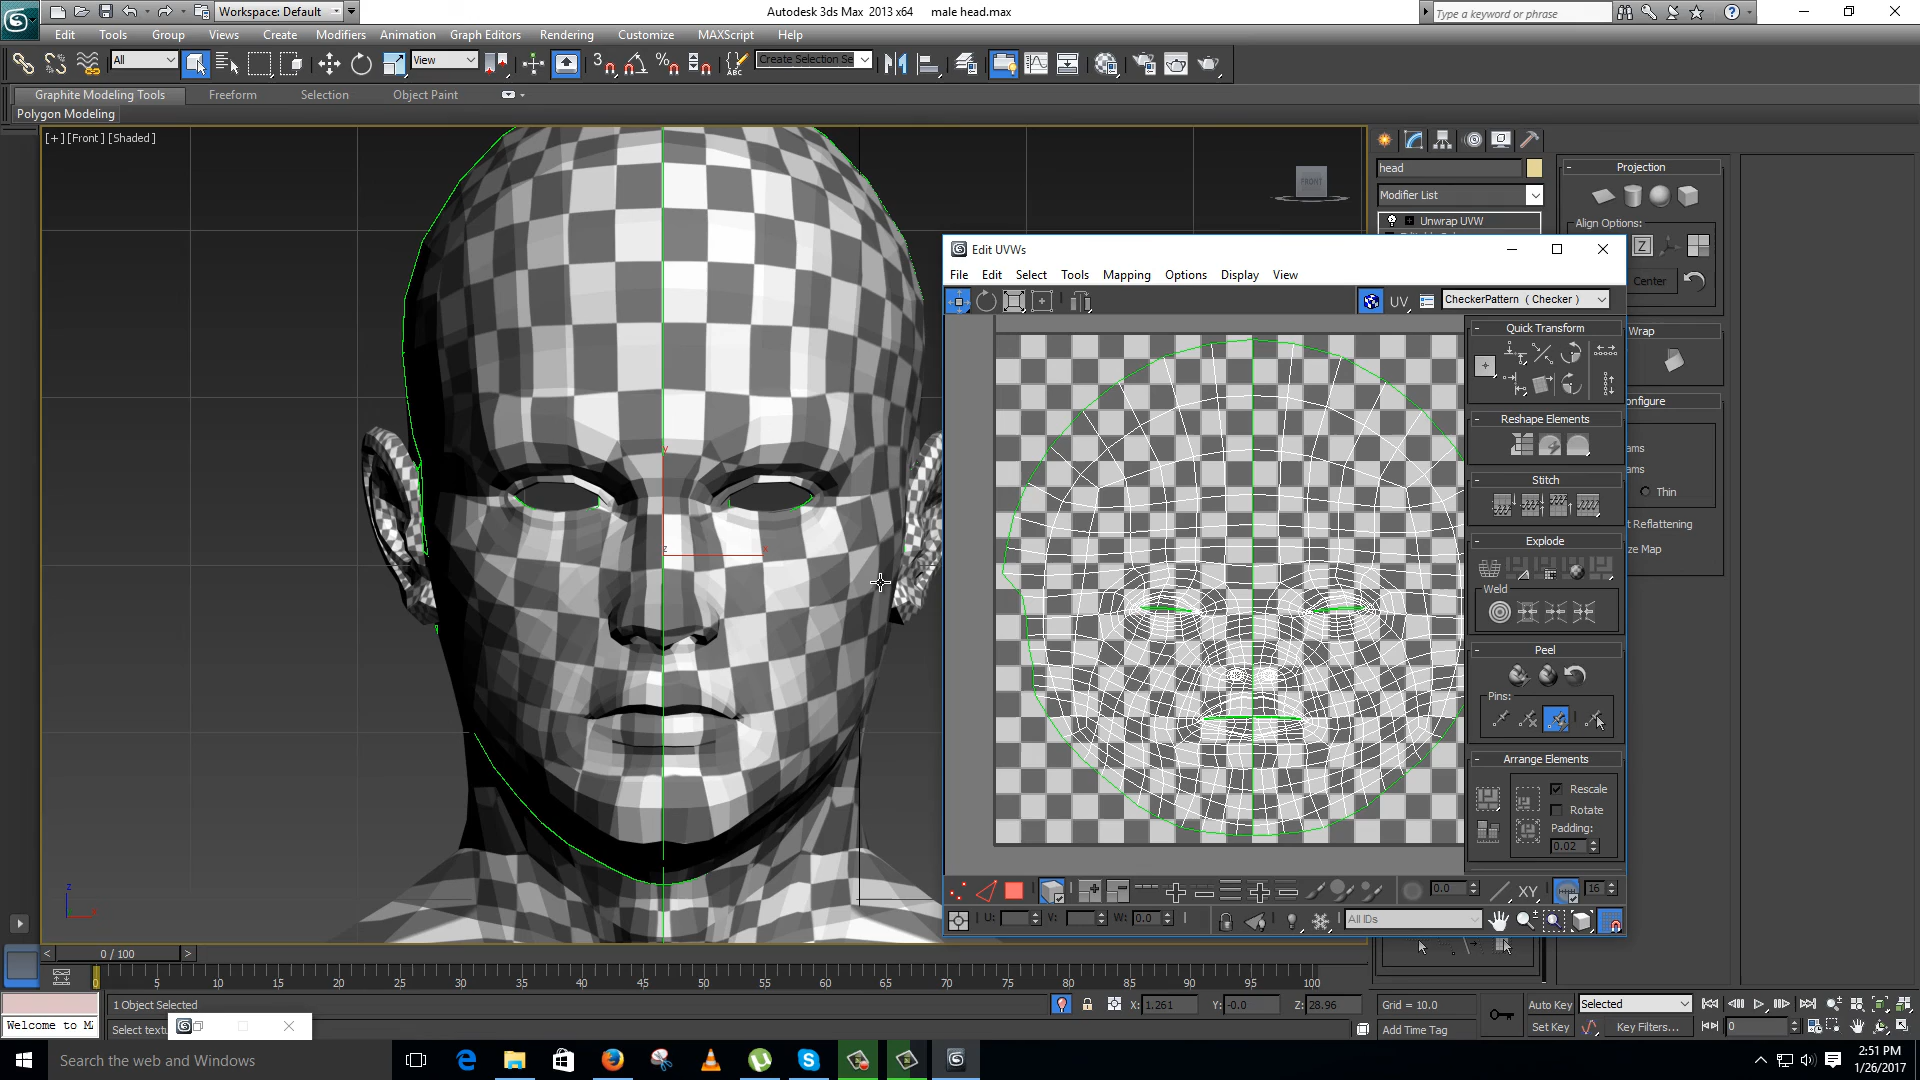 Workspace: Default
Autodesk 3ds Max 2013 x64 male head.max
Type a keyword or phrase
Edit Tools Group Views Create Modifiers Animation Graph Editors Rendering Customize MAXScript Help
All
View
3
Create Selection Se
Graphite Modeling Tools Freeform Selection Object Paint
Polygon Modeling
[+] [Front] [Shaded]
FRONT
head
Modifier List
Unwrap UVW
Projection
Align Options:
Z
Center
Wrap
Thin
t Reflattening
Edit UVWs
File Edit Select Tools Mapping Options Display View
UV
CheckerPattern ( Checker )
Quick Transform
Reshape Elements
Stitch
Explode
Weld
Peel
Pins:
Arrange Elements
Rescale
Rotate
Padding:
0.02
0.0
XY
16
U: V: W: 0.0
All IDs
y
x
z
0 / 100
0 5 10 15 20 25 30 35 40 45 50 55 60 65 70 75 80 85 90 95 100
1 Object Selected
X: 1.261 Y: -0.0 Z: 28.96
Grid = 10.0
Auto Key
Selected
Welcome to M
Select textu
Add Time Tag
Set Key
Key Filters...
0
Search the web and Windows
2:51 PM
1/26/2017